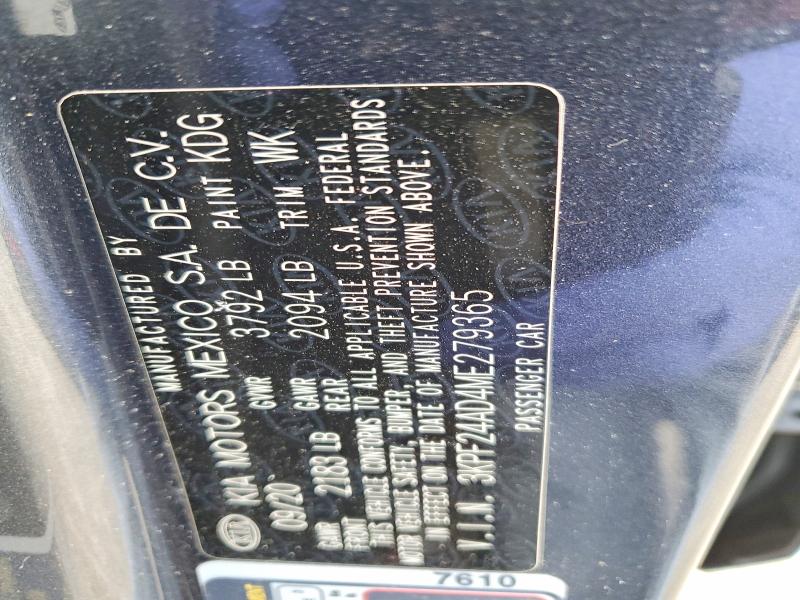 MANUFACTURED BY
KIA KIA MOTORS MEXICO S.A. DE C.V.
09/20 GVWR 3792 LB PAINT KDG
GAWR FRONT 2183 LB GAWR REAR 2094 LB TRIM WK
THIS VEHICLE CONFORMS TO ALL APPLICABLE U.S.A. FEDERAL
MOTOR VEHICLE SAFETY, BUMPER, AND THEFT PREVENTION STANDARDS
IN EFFECT ON THE DATE OF MANUFACTURE SHOWN ABOVE.
V.I.N. 3KPF24AD4ME279365
PASSENGER CAR
7610